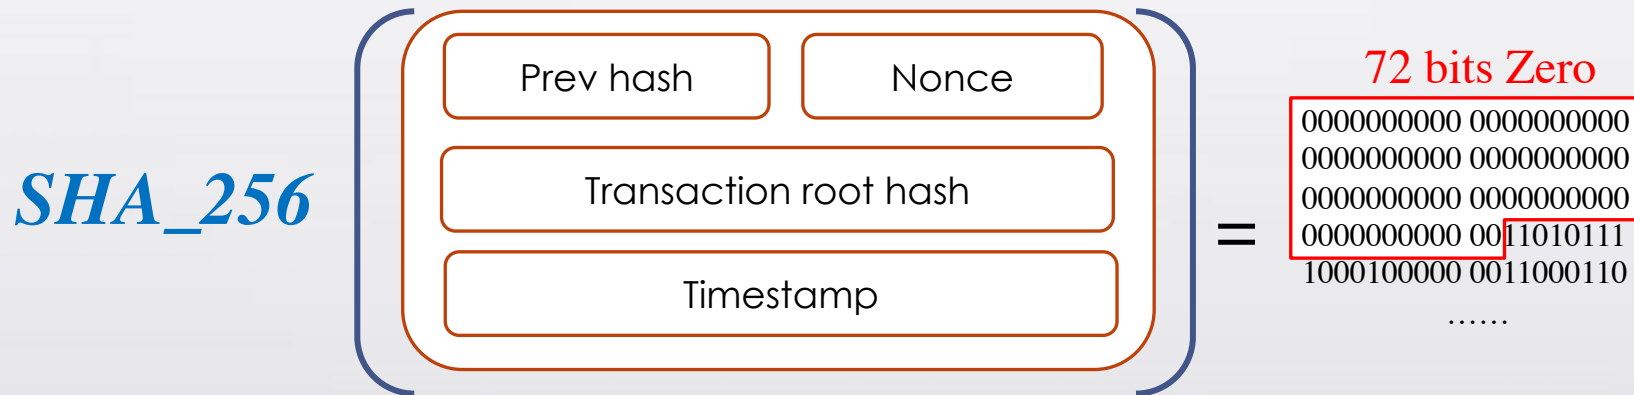 SHA_256
Prev hash
Nonce
Transaction root hash
Timestamp
=
72 bits Zero
0000000000 0000000000
0000000000 0000000000
0000000000 0000000000
0000000000 0011010111
1000100000 0011000110
……